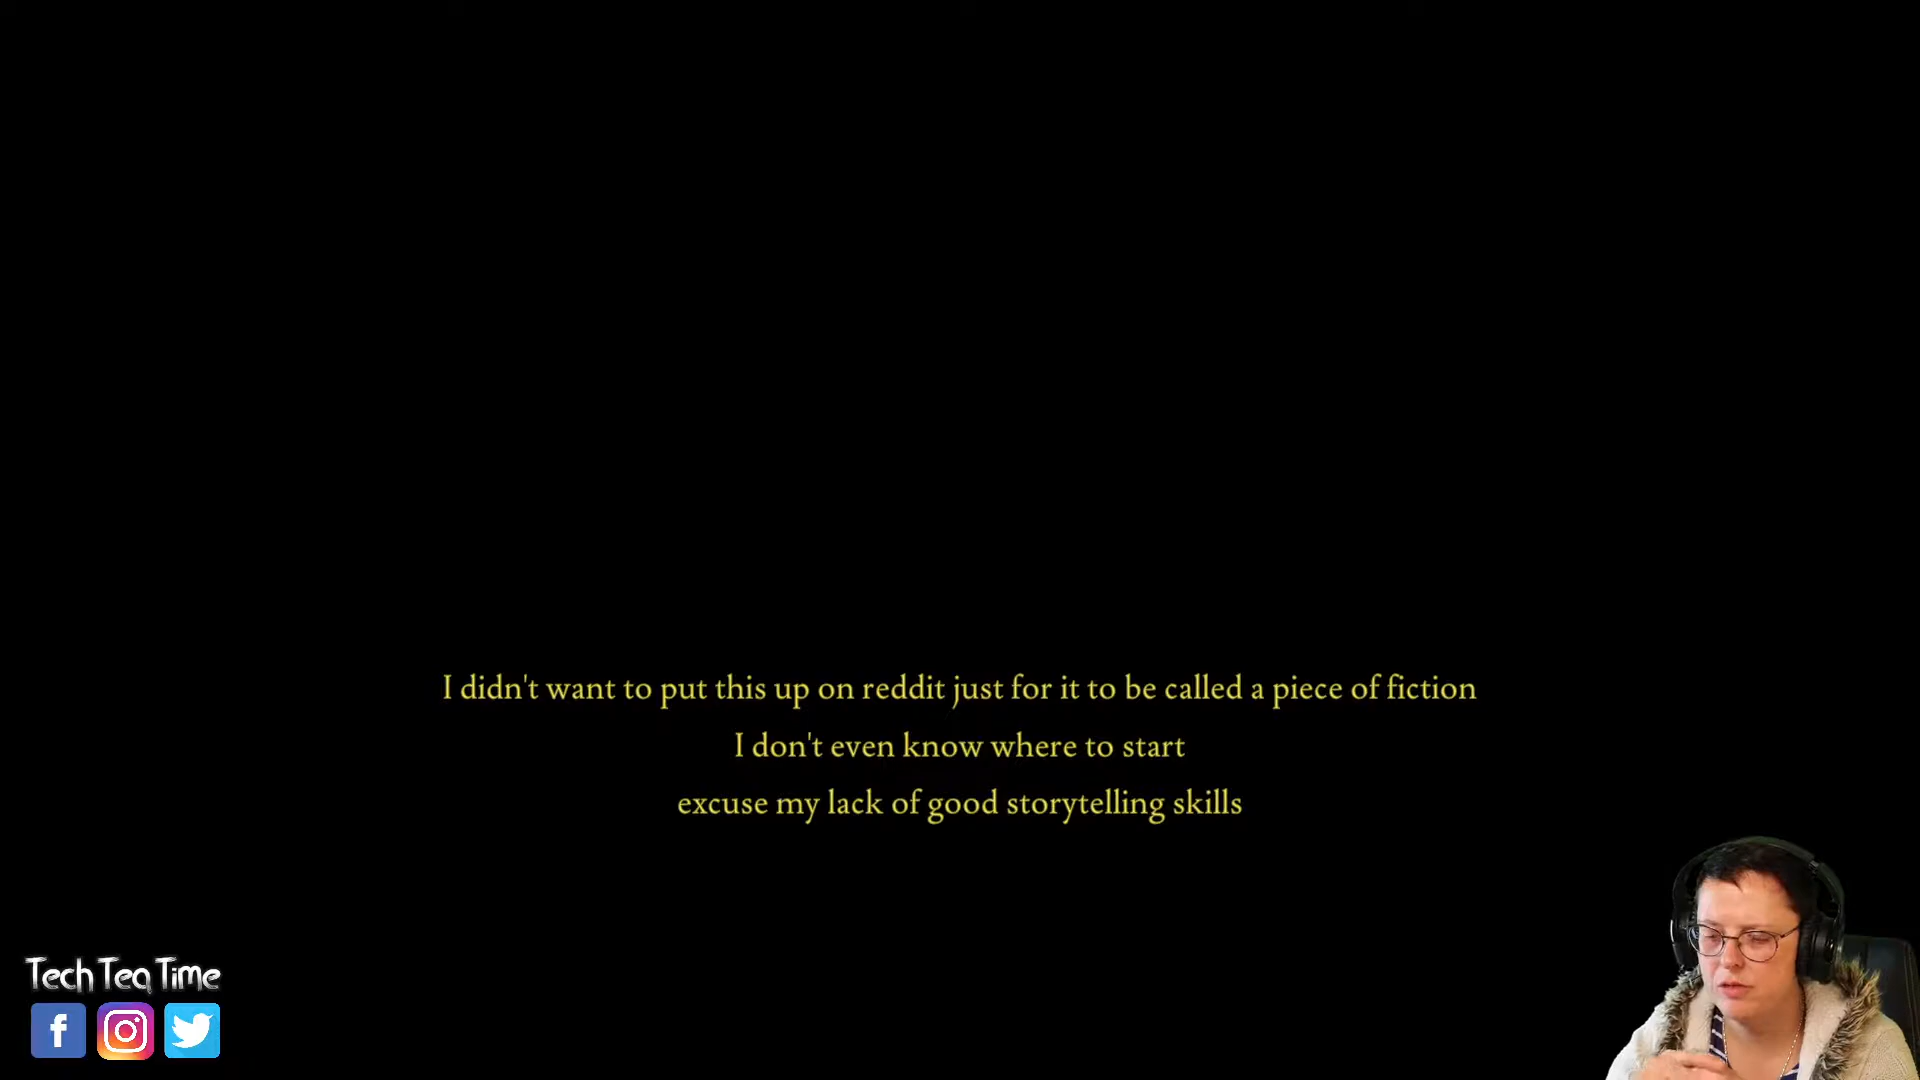 I didn't want to put this up on reddit just for it to be called a piece of fiction
I don't even know where to start
excuse my lack of good storytelling skills
Tech Tea Time
f